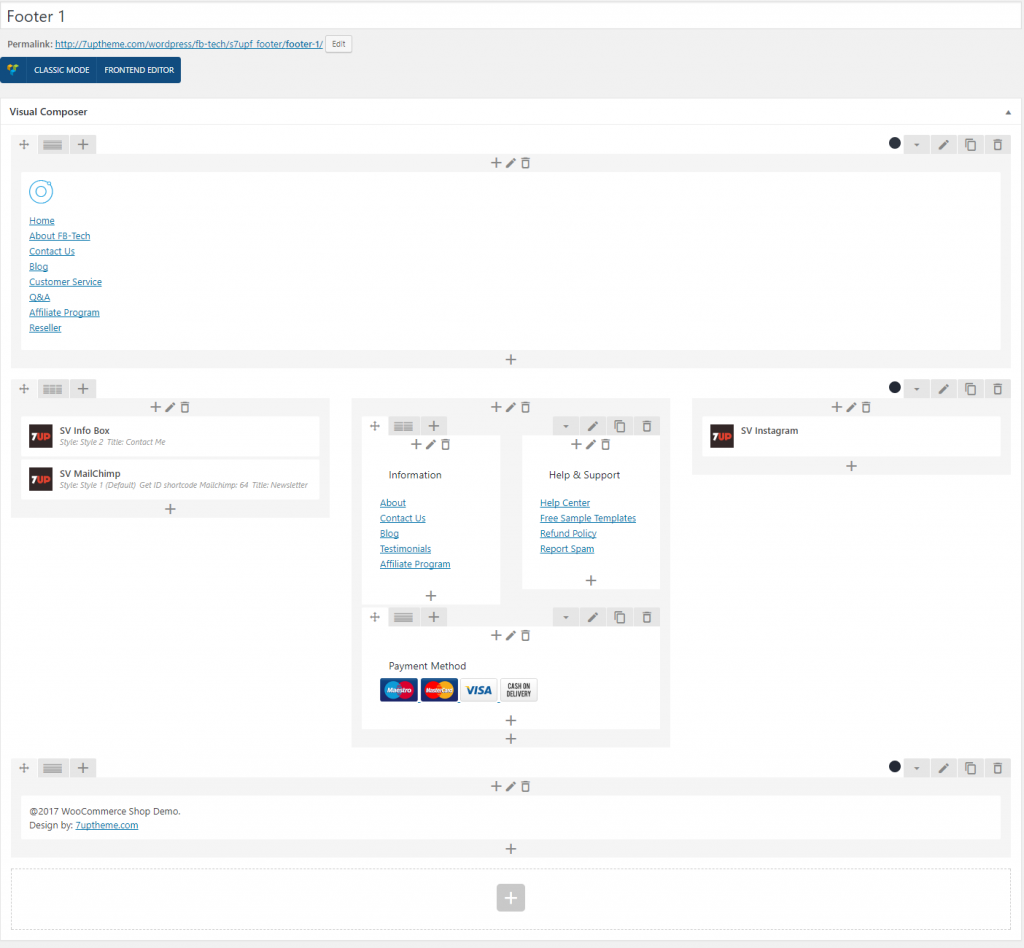 Footer 1
Permalink: http://7uptheme.com/wordpress/fb-tech/s7upf_footer/footer-1/ Edit
CLASSIC MODE FRONTEND EDITOR
Visual Composer
Home
About FB-Tech
Contact Us
Blog
Customer Service
Q&A
Affiliate Program
Reseller
7UP
SV Info Box
Style: Style 2 Title: Contact Me
7UP
SV MailChimp
Style: Style 1 (Default) Get ID shortcode Mailchimp: 64 Title: Newsletter
Information
About
Contact Us
Blog
Testimonials
Affiliate Program
Help & Support
Help Center
Free Sample Templates
Refund Policy
Report Spam
Payment Method
Maestro MasterCard VISA CASH ON
DELIVERY
7UP
SV Instagram
@2017 WooCommerce Shop Demo.
Design by: 7uptheme.com